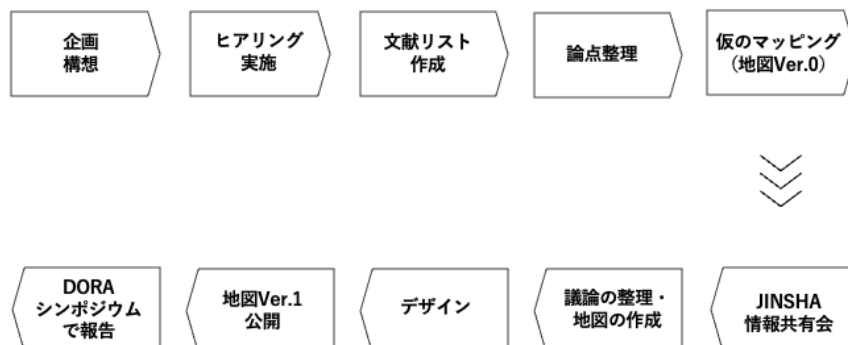 企画
構想
ヒアリング
実施
文献リスト
作成
論点整理
仮のマッピング
（地図Ver.0）
JINSHA
情報共有会
議論の整理・
地図の作成
デザイン
地図Ver.1
公開
DORA
シンポジウム
で報告